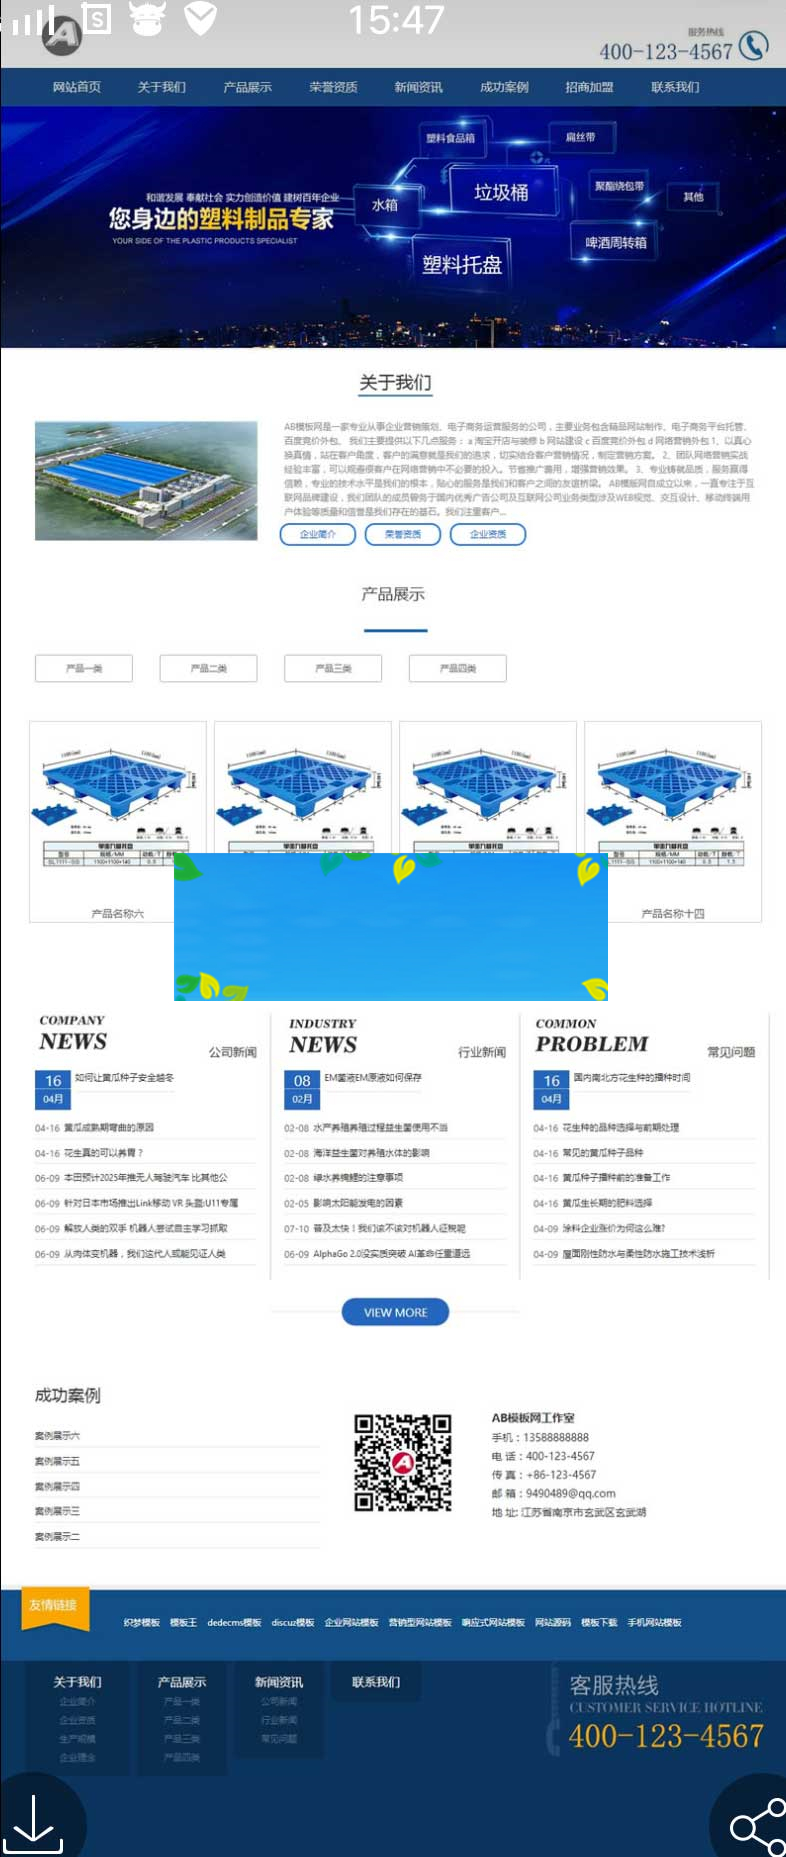 15:47
服务热线
400-123-4567
网站首页 关于我们 产品展示 荣誉资质 新闻资讯 成功案例 招商加盟 联系我们
塑料食品箱 扁丝带
和谐发展 奉献社会 实力创造价值 建树百年企业
您身边的塑料制品专家
YOUR SIDE OF THE PLASTIC PRODUCTS SPECIALIST
水箱 垃圾桶 聚酯绕包带 其他
塑料托盘 啤酒周转箱
关于我们
AB模板网是一家专业从事企业营销策划、电子商务运营服务的公司，主要业务包含精品网站制作、电子商务平台托管、
百度竞价外包。 我们主要提供以下几点服务： a 淘宝开店与装修 b 网站建设 c 百度竞价外包 d 网络营销外包 1、以真心
换真情，站在客户角度，客户的满意就是我们的追求，切实结合客户营销情况，制定营销方案。 2、团队网络营销实战
经验丰富，可以规避很客户在网络营销中不必要的投入。节省推广费用，增强营销效果。 3、专业铸就品质，服务赢得
信赖，专业的技术水平是我们的根本，贴心的服务是我们和客户之间的友谊桥梁。 AB模板网自成立以来，一直专注于互
联网品牌建设，我们团队的成员曾务于国内优秀广告公司及互联网公司业务类型涉及WEB视觉、交互设计、移动终端用
户体验等质量和信誉是我们存在的基石。我们注重客户...
企业简介 荣誉资质 企业资质
产品展示
产品一类 产品二类 产品三类 产品四类
产品名称六 产品名称十四
COMPANY
NEWS
公司新闻
16
04月
如何让黄瓜种子安全越冬
04-16 黄瓜成熟期弯曲的原因
04-16 花生真的可以养胃？
06-09 本田预计2025年推无人驾驶汽车 比其他公
06-09 针对日本市场推出Link移动 VR 头盔:U11专属
06-09 解放人类的双手 机器人尝试自主学习抓取
06-09 从肉体变机器，我们这代人或能见证人类
INDUSTRY
NEWS
行业新闻
08
02月
EM菌液EM原液如何保存
02-08 水产养殖养殖过程益生菌使用不当
02-08 海洋益生菌对养殖水体的影响
02-08 绿水养锦鲤的注意事项
02-05 影响太阳能发电的因素
07-10 普及太快！我们该不该对机器人征税呢
06-09 AlphaGo 2.0没实质突破 AI革命任重道远
COMMON
PROBLEM
常见问题
16
04月
国内南北方花生种的播种时间
04-16 花生种的品种选择与前期处理
04-16 常见的黄瓜种子品种
04-16 黄瓜种子播种前的准备工作
04-16 黄瓜生长期的肥料选择
04-09 涂料企业涨价为何这么难?
04-09 屋面刚性防水与柔性防水施工技术浅析
VIEW MORE
成功案例
案例展示六
案例展示五
案例展示四
案例展示三
案例展示二
AB模板网工作室
手机：13588888888
电 话：400-123-4567
传 真：+86-123-4567
邮 箱：9490489@qq.com
地 址: 江苏省南京市玄武区玄武湖
友情链接
织梦模板 模板王 dedecms模板 discuz模板 企业网站模板 营销型网站模板 响应式网站模板 网站源码 模板下载 手机网站模板
关于我们
企业简介
企业资质
生产规模
企业理念
产品展示
产品一类
产品二类
产品三类
产品四类
新闻资讯
公司新闻
行业新闻
常见问题
联系我们
客服热线
CUSTOMER SERVICE HOTLINE
400-123-4567